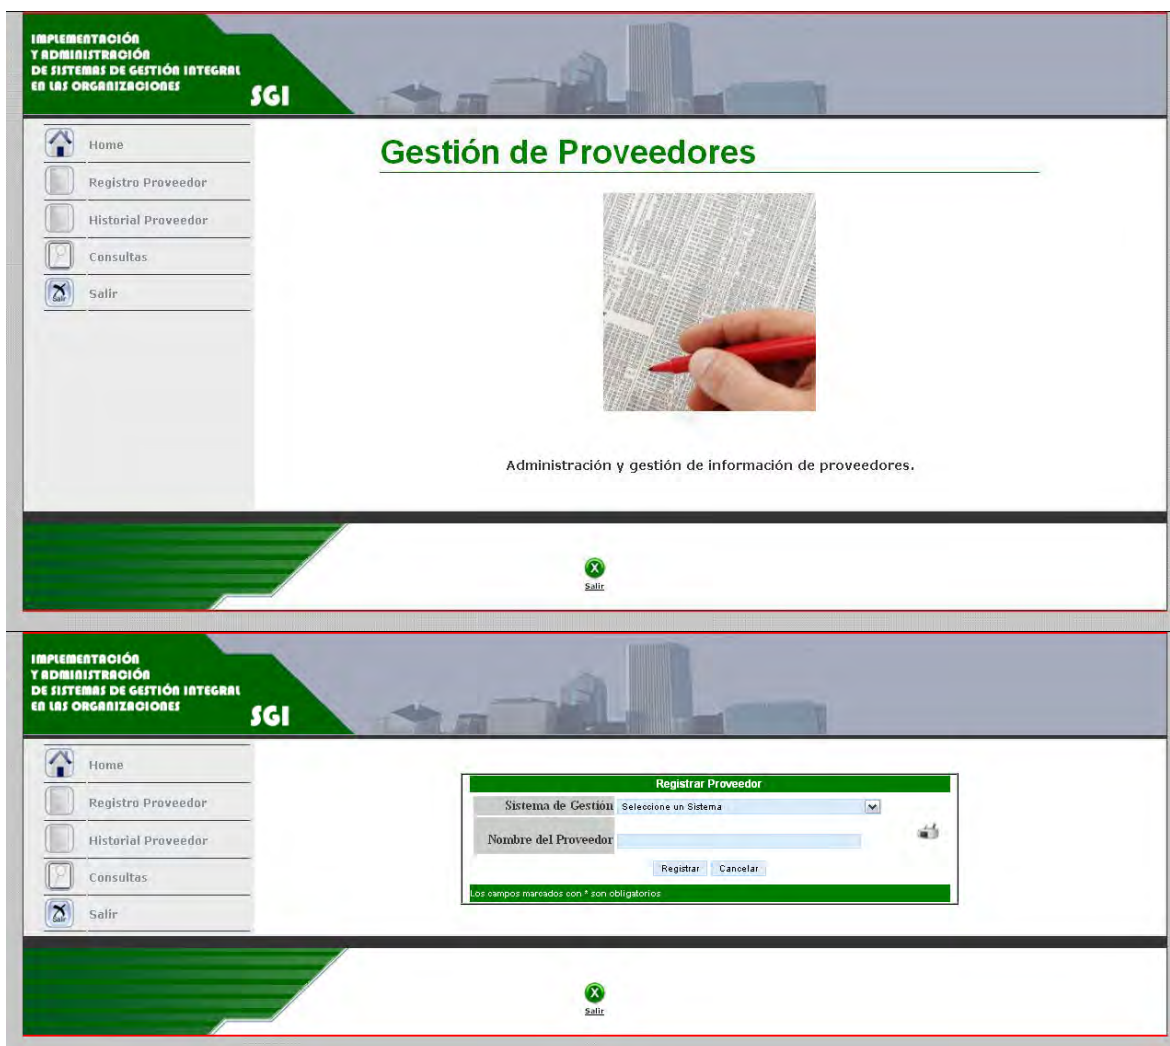 IMPLEMENTACIÓN
Y ADMINISTRACIÓN
DE SISTEMAS DE GESTIÓN INTEGRAL
EN LAS ORGANIZACIONES
SGI
Home
Registro Proveedor
Historial Proveedor
Consultas
Salir
Salir
Gestión de Proveedores
Administración y gestión de información de proveedores.
X
Salir
IMPLEMENTACIÓN
Y ADMINISTRACIÓN
DE SISTEMAS DE GESTIÓN INTEGRAL
EN LAS ORGANIZACIONES
SGI
Home
Registro Proveedor
Historial Proveedor
Consultas
Salir
Salir
Registrar Proveedor
Sistema de Gestión Seleccione un Sistema
Nombre del Proveedor
Registrar Cancelar
Los campos marcados con * son obligatorios
X
Salir